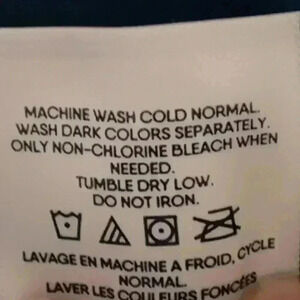 MACHINE WASH COLD NORMAL.
WASH DARK COLORS SEPARATELY.
ONLY NON-CHLORINE BLEACH WHEN
NEEDED.
TUMBLE DRY LOW.
DO NOT IRON.
LAVAGE EN MACHINE A FROID, CYCLE
NORMAL.
LAVER LES COULEURS FONCÉES